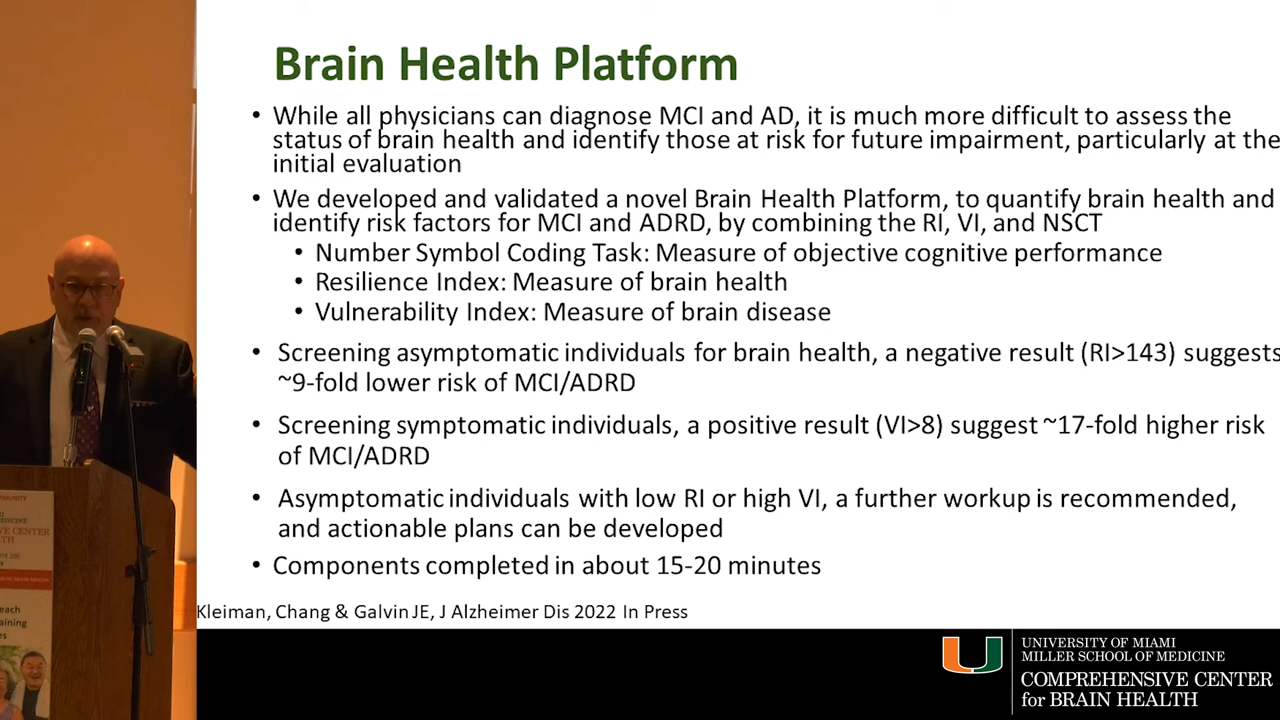 Brain Health Platform
• While all physicians can diagnose MCI and AD, it is much more difficult to assess the
status of brain health and identify those at risk for future impairment, particularly at the
initial evaluation
• We developed and validated a novel Brain Health Platform, to quantify brain health and
identify risk factors for MCI and ADRD, by combining the RI, VI, and NSCT
• Number Symbol Coding Task: Measure of objective cognitive performance
• Resilience Index: Measure of brain health
• Vulnerability Index: Measure of brain disease
• Screening asymptomatic individuals for brain health, a negative result (RI>143) suggests
~9-fold lower risk of MCI/ADRD
• Screening symptomatic individuals, a positive result (VI>8) suggest ~17-fold higher risk
of MCI/ADRD
• Asymptomatic individuals with low RI or high VI, a further workup is recommended,
and actionable plans can be developed
• Components completed in about 15-20 minutes
Kleiman, Chang & Galvin JE, J Alzheimer Dis 2022 In Press
UNIVERSITY OF MIAMI
MILLER SCHOOL OF MEDICINE
COMPREHENSIVE CENTER
for BRAIN HEALTH